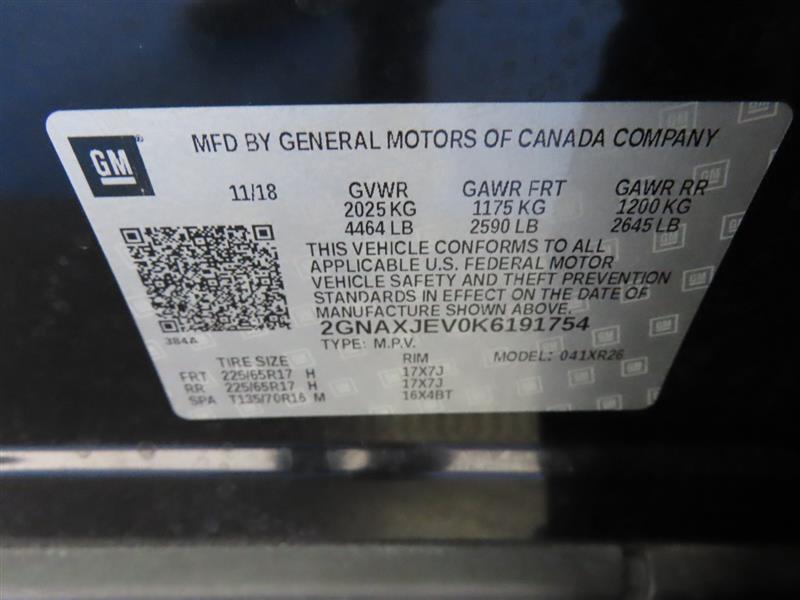 GM
MFD BY GENERAL MOTORS OF CANADA COMPANY
11/18 GVWR GAWR FRT GAWR RR
2025 KG 1175 KG 1200 KG
4464 LB 2590 LB 2645 LB
THIS VEHICLE CONFORMS TO ALL
APPLICABLE U.S. FEDERAL MOTOR
VEHICLE SAFETY AND THEFT PREVENTION
STANDARDS IN EFFECT ON THE DATE OF
MANUFACTURE SHOWN ABOVE.
384A 2GNAXJEV0K6191754
TYPE: M.P.V. MODEL: 041XR26
TIRE SIZE RIM
FRT 225/65R17 H 17X7J
RR 225/65R17 H 17X7J
SPA T135/70R16 M 16X4BT